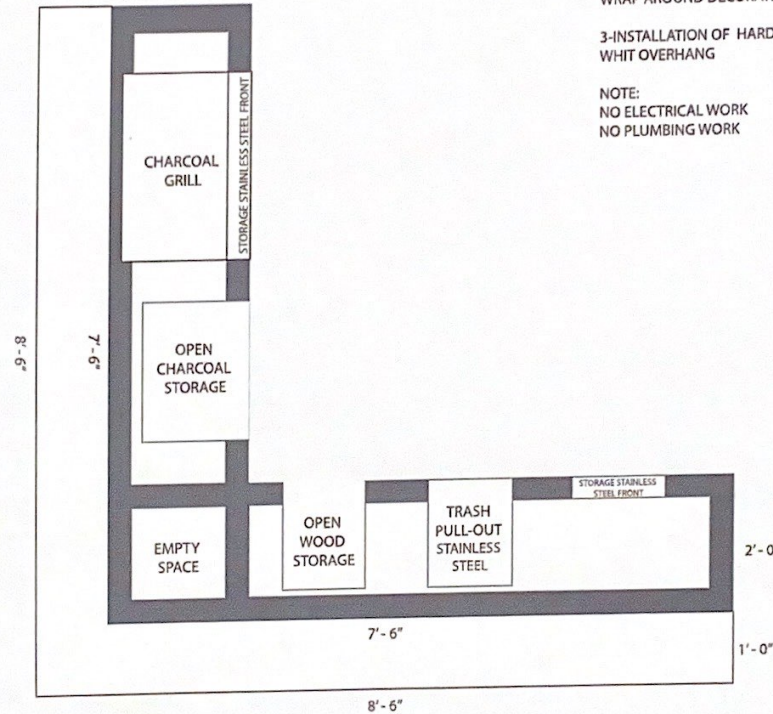 3-INSTALLATION OF HARD
WHIT OVERHANG
NOTE:
NO ELECTRICAL WORK
NO PLUMBING WORK
CHARCOAL
GRILL
STORAGE STAINLESS STEEL FRONT
OPEN
CHARCOAL
STORAGE
8'-6"
7'-6"
EMPTY
SPACE
OPEN
WOOD
STORAGE
TRASH
PULL-OUT
STAINLESS
STEEL
STORAGE STAINLESS
STEEL FRONT
2'-0
7'-6"
1'-0"
8'-6"